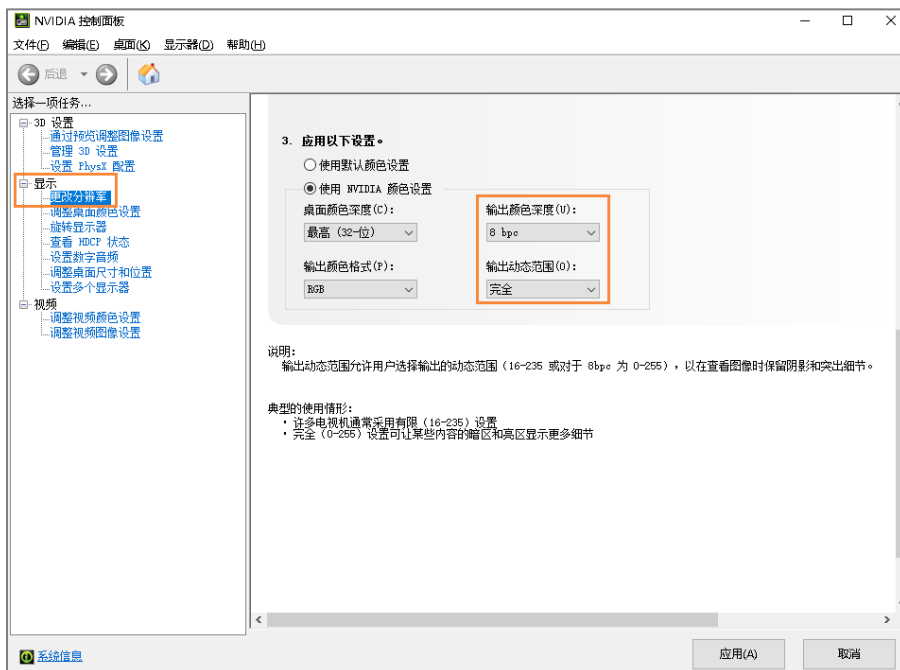 NVIDIA 控制面板
文件(F) 编辑(E) 桌面(K) 显示器(D) 帮助(H)
后退
选择一项任务...
3D 设置
通过预览调整图像设置
管理 3D 设置
设置 PhysX 配置
显示
更改分辨率
调整桌面颜色设置
旋转显示器
查看 HDCP 状态
设置数字音频
调整桌面尺寸和位置
设置多个显示器
视频
调整视频颜色设置
调整视频图像设置
3. 应用以下设置。
使用默认颜色设置
使用 NVIDIA 颜色设置
桌面颜色深度(C): 输出颜色深度(U):
最高 (32-位) 8 bpc
输出颜色格式(P): 输出动态范围(O):
RGB 完全
说明:
输出动态范围允许用户选择输出的动态范围 (16-235 或对于 8bpc 为 0-255) , 以在查看图像时保留阴影和突出细节。
典型的使用情形:
· 许多电视机通常采用有限 (16-235) 设置
· 完全 (0-255) 设置可让某些内容的暗区和亮区显示更多细节
系统信息
应用(A) 取消